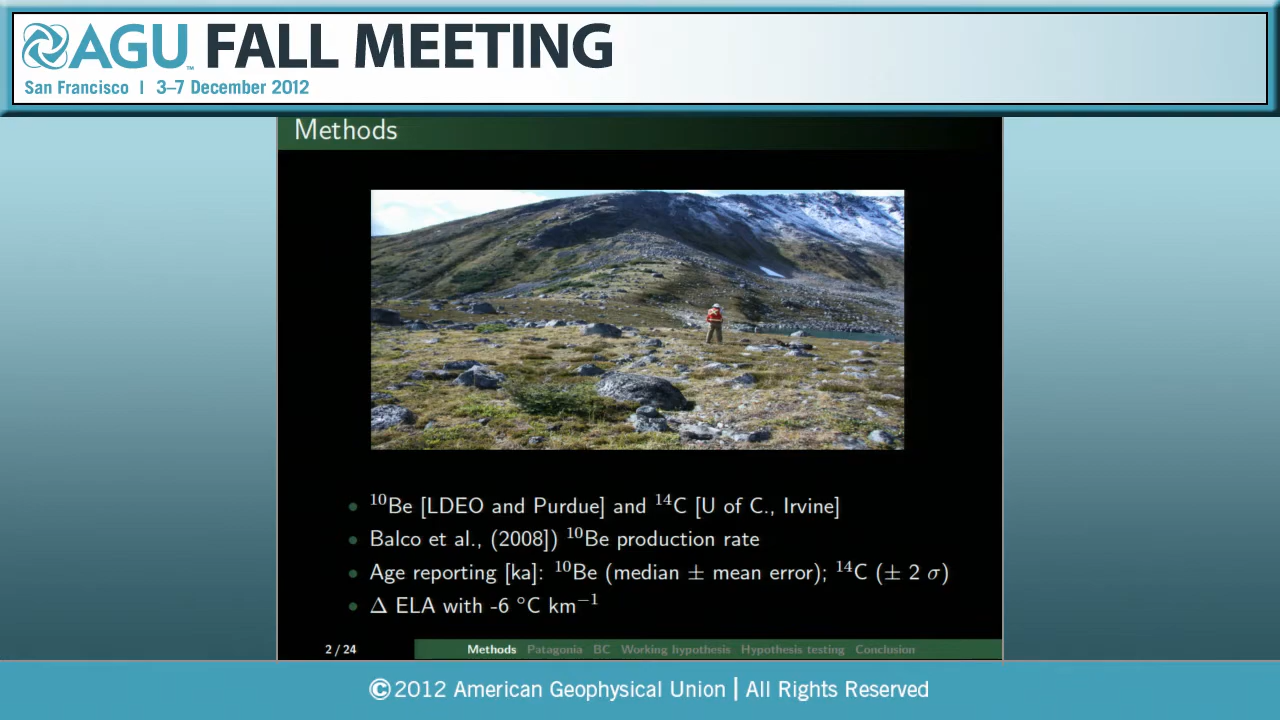 AGU FALL MEETING
San Francisco | 3–7 December 2012
Methods
• ¹⁰Be [LDEO and Purdue] and ¹⁴C [U of C., Irvine]
• Balco et al., (2008]) ¹⁰Be production rate
• Age reporting [ka]: ¹⁰Be (median ± mean error); ¹⁴C (± 2 σ)
• Δ ELA with -6 °C km⁻¹
2 / 24 Methods Patagonia BC Working hypothesis Hypothesis testing Conclusion
©2012 American Geophysical Union | All Rights Reserved